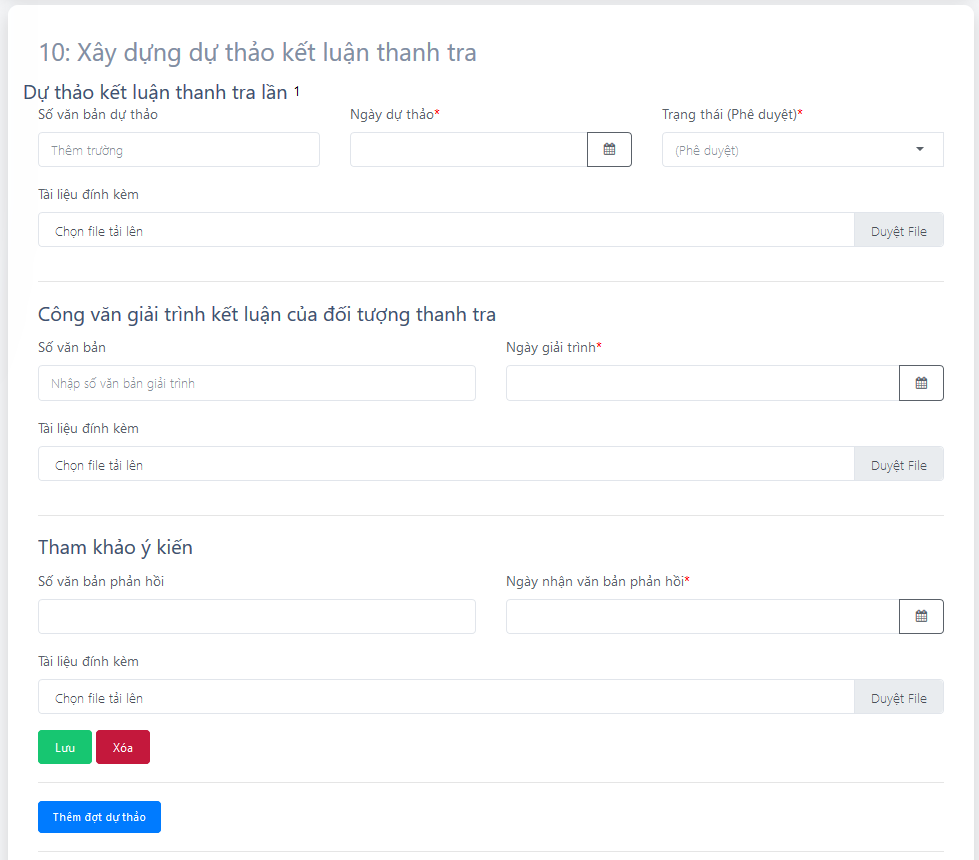 10: Xây dựng dự thảo kết luận thanh tra
Dự thảo kết luận thanh tra lần 1
Số văn bản dự thảo
Ngày dự thảo*
Trạng thái (Phê duyệt)*
Thêm trường
(Phê duyệt)
Tài liệu đính kèm
Chọn file tải lên
Duyệt File
Công văn giải trình kết luận của đối tượng thanh tra
Số văn bản
Ngày giải trình*
Nhập số văn bản giải trình
Tài liệu đính kèm
Chọn file tải lên
Duyệt File
Tham khảo ý kiến
Số văn bản phản hồi
Ngày nhận văn bản phản hồi*
Tài liệu đính kèm
Chọn file tải lên
Duyệt File
Lưu
Xóa
Thêm đợt dự thảo